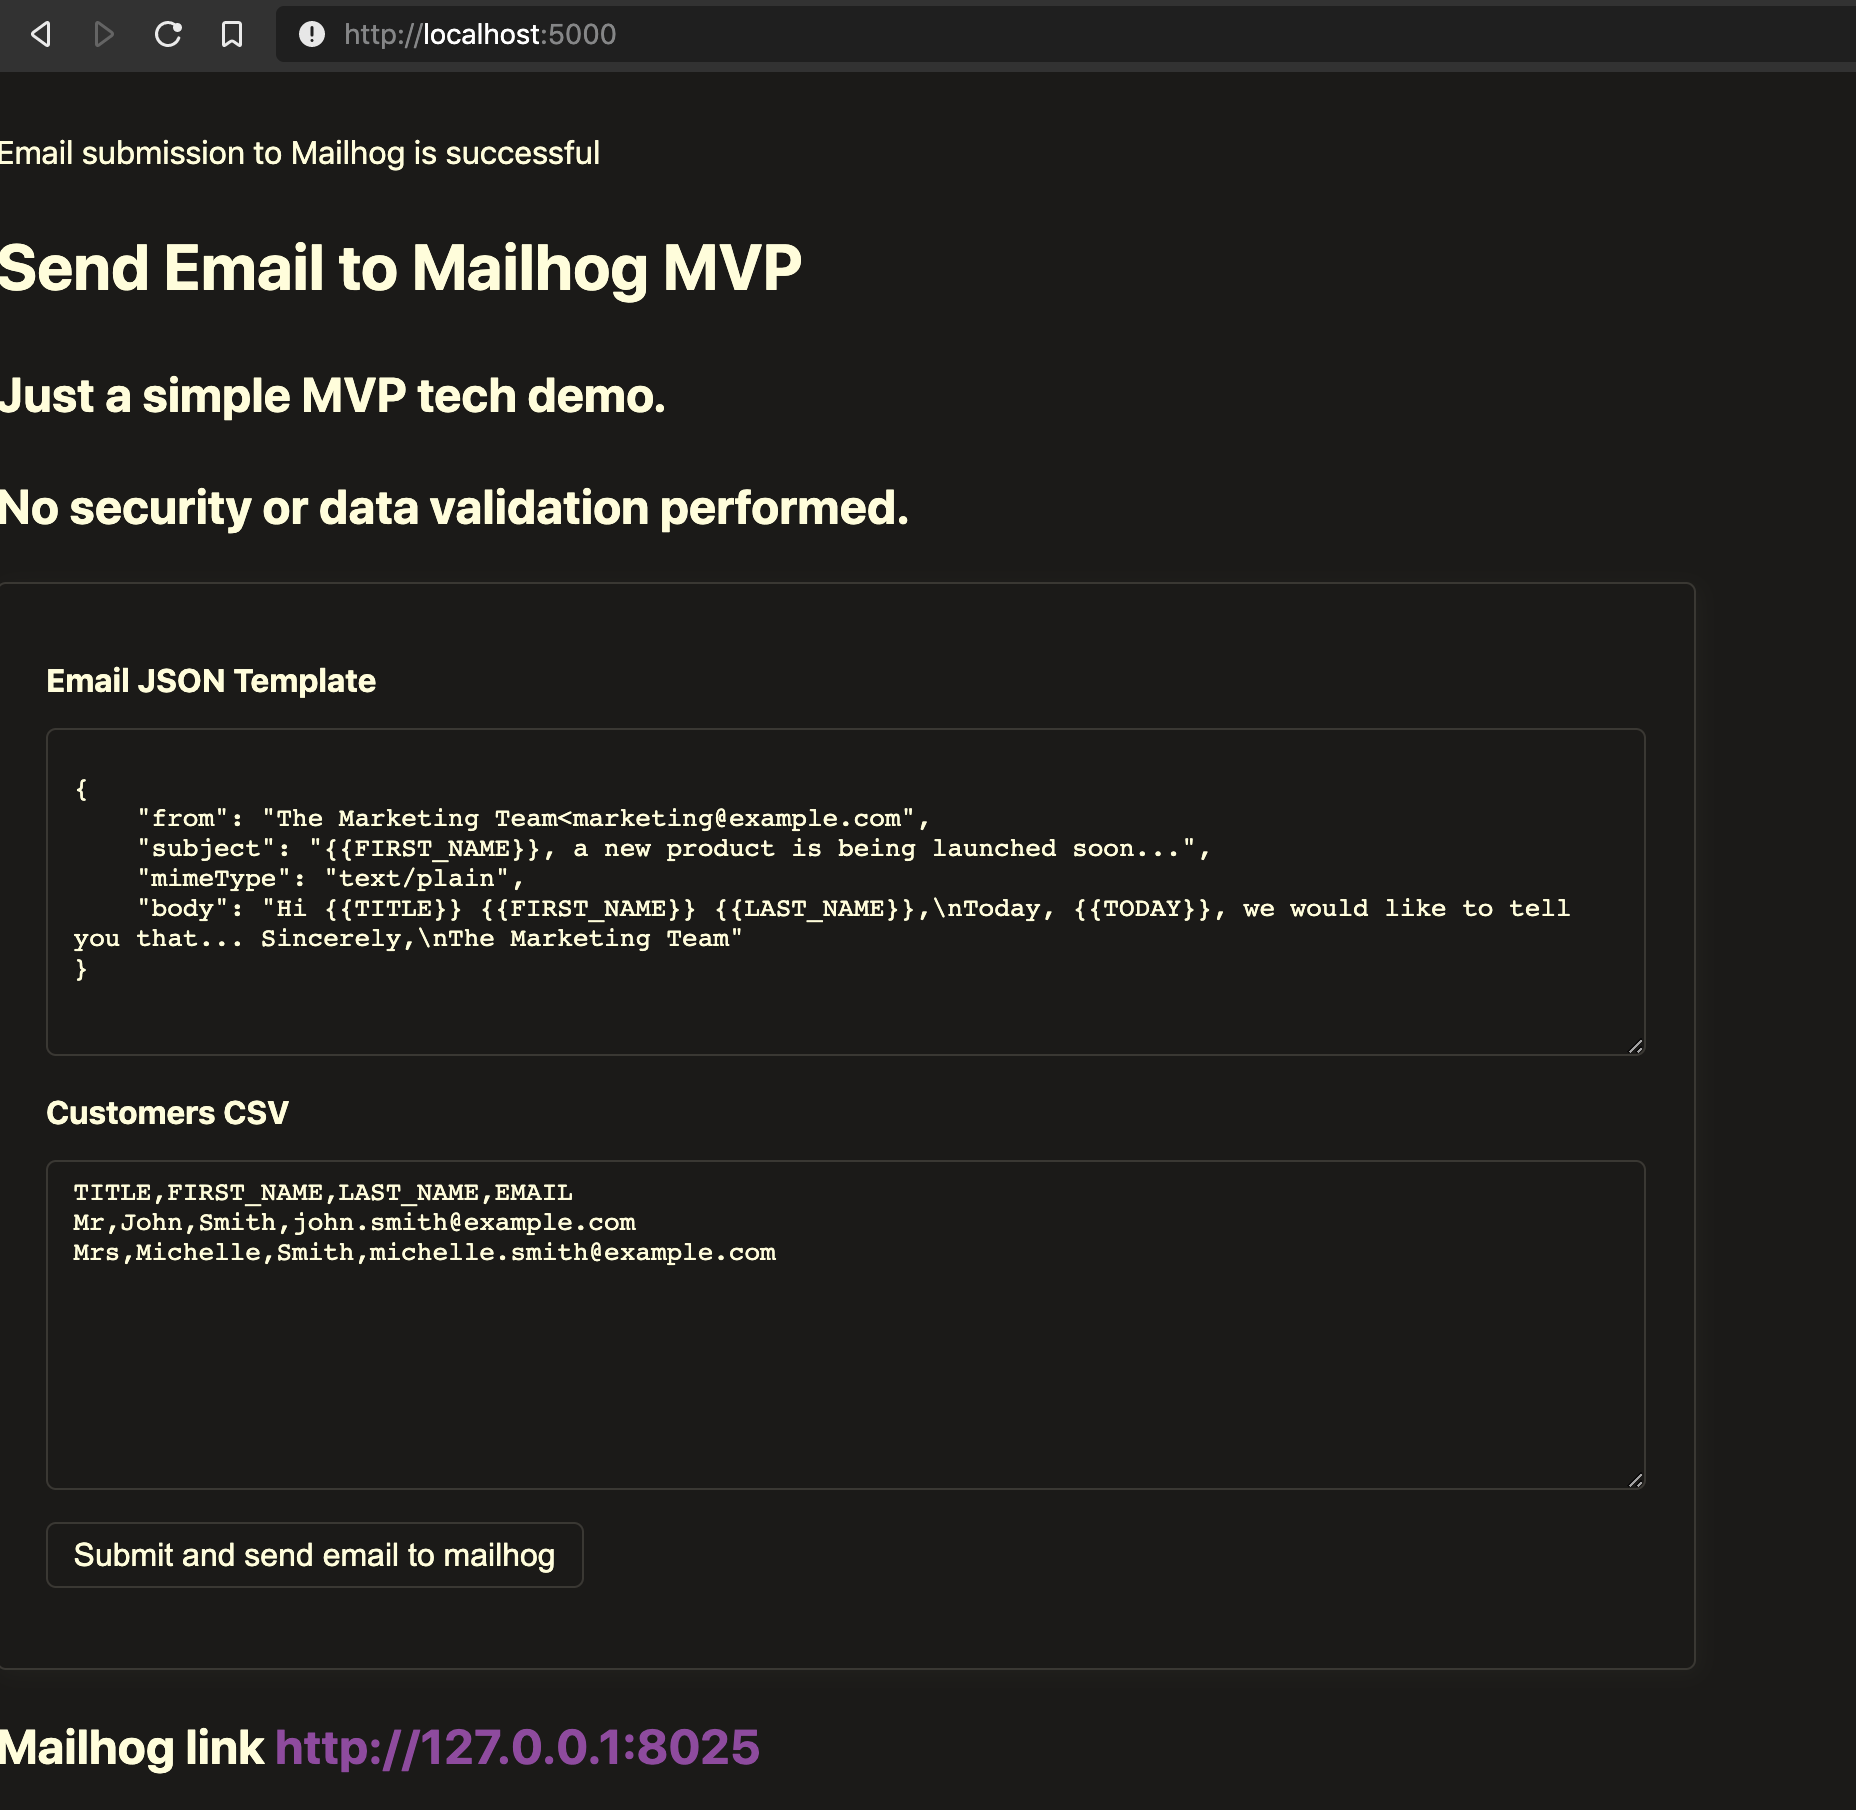 http://localhost:5000
Email submission to Mailhog is successful
Send Email to Mailhog MVP
Just a simple MVP tech demo.
No security or data validation performed.
Email JSON Template
{
    "from": "The Marketing Team<marketing@example.com",
    "subject": "{{FIRST_NAME}}, a new product is being launched soon...",
    "mimeType": "text/plain",
    "body": "Hi {{TITLE}} {{FIRST_NAME}} {{LAST_NAME}},\nToday, {{TODAY}}, we would like to tell
you that... Sincerely,\nThe Marketing Team"
}
Customers CSV
TITLE,FIRST_NAME,LAST_NAME,EMAIL
Mr,John,Smith,john.smith@example.com
Mrs,Michelle,Smith,michelle.smith@example.com
Submit and send email to mailhog
Mailhog link http://127.0.0.1:8025